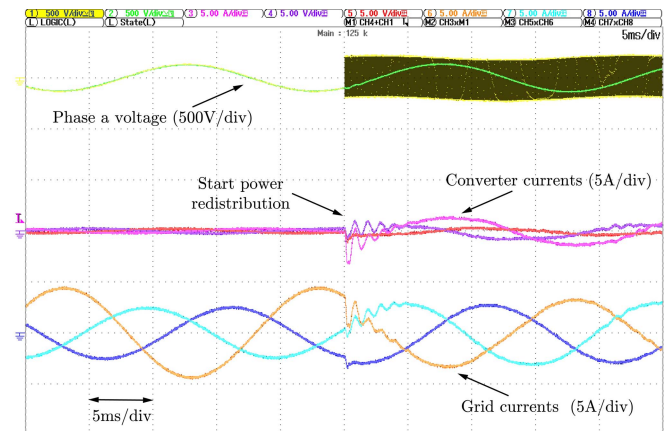 1) 500 V/div 2) 500 V/div 3) 5.00 A/div 4) 5.00 V/div 5) 5.00 V/div 6) 5.00 A/div 7) 5.00 A/div 8) 5.00 A/div
L) LOGIC(L) L) State(L) M1) CH4+CH1 M2) CH3xM1 M3) CH5xCH6 M4) CH7xCH8
Main : 125 k 5ms/div
Phase a voltage (500V/div)
Start power
redistribution
Converter currents (5A/div)
5ms/div
Grid currents (5A/div)